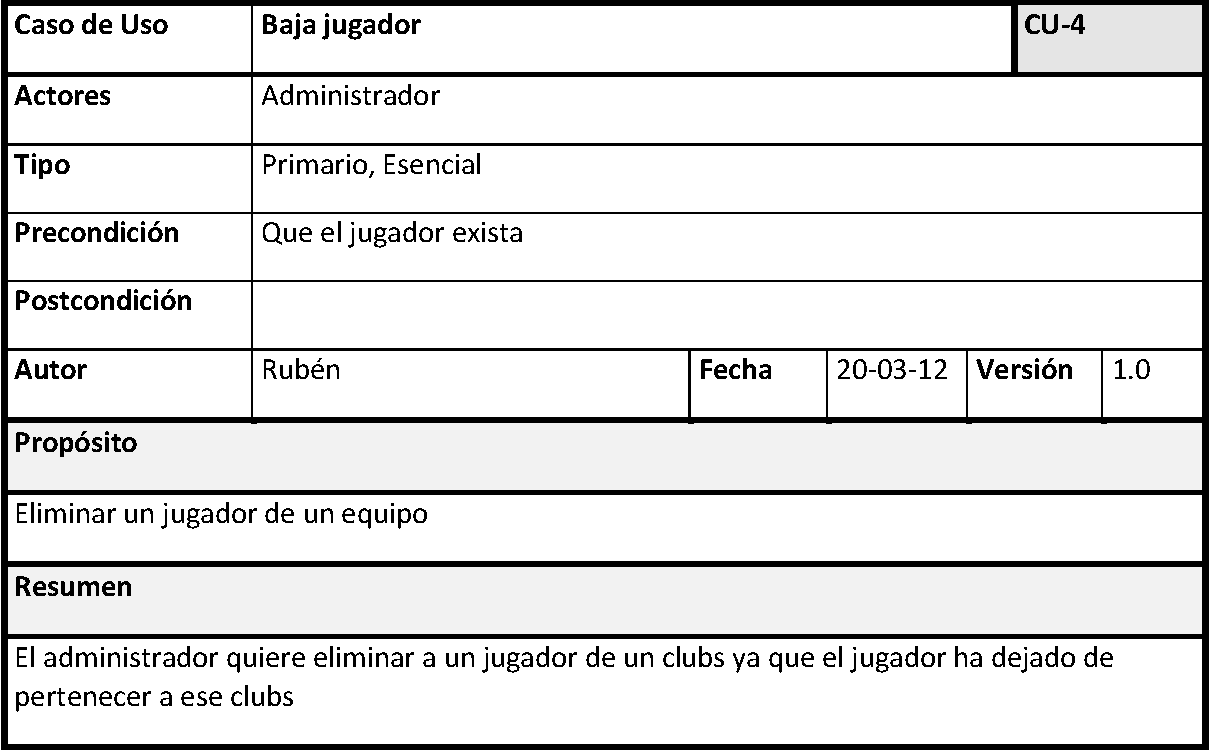 Caso de Uso Baja jugador CU-4
Actores Administrador
Tipo Primario, Esencial
Precondición Que el jugador exista
Postcondición
Autor Rubén Fecha 20-03-12 Versión 1.0
Propósito
Eliminar un jugador de un equipo
Resumen
El administrador quiere eliminar a un jugador de un clubs ya que el jugador ha dejado de
pertenecer a ese clubs